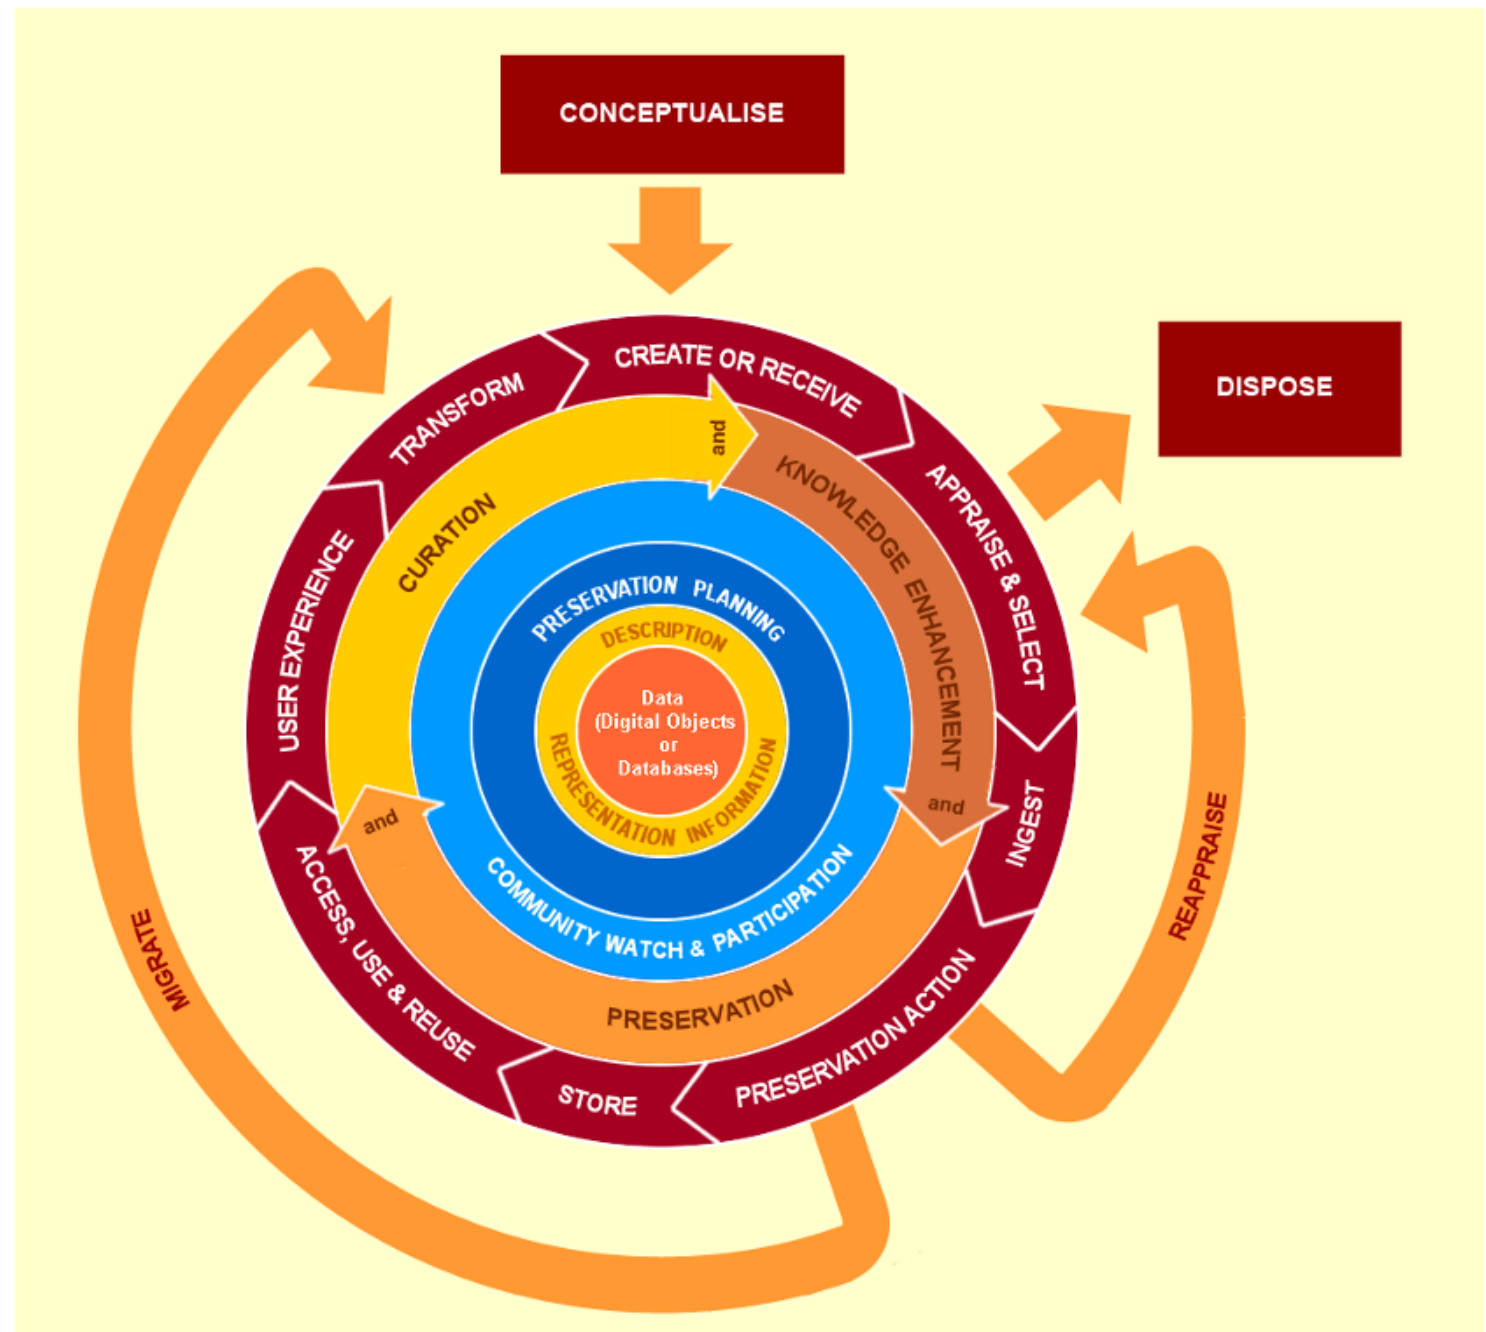 CONCEPTUALISE
DISPOSE
CREATE OR RECEIVE
APPRAISE & SELECT
INGEST
PRESERVATION ACTION
STORE
ACCESS, USE & REUSE
USER EXPERIENCE
TRANSFORM
CURATION
and
KNOWLEDGE ENHANCEMENT
and
PRESERVATION
and
COMMUNITY WATCH & PARTICIPATION
PRESERVATION PLANNING
DESCRIPTION
REPRESENTATION INFORMATION
Data
(Digital Objects
or
Databases)
MIGRATE
REAPPRAISE